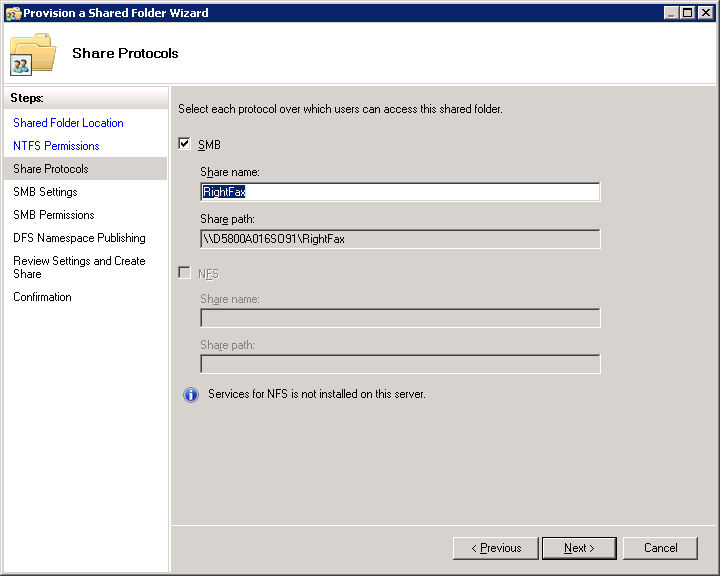 Provision a Shared Folder Wizard
Share Protocols
Steps:
Shared Folder Location
NTFS Permissions
Share Protocols
SMB Settings
SMB Permissions
DFS Namespace Publishing
Review Settings and Create
Share
Confirmation
Select each protocol over which users can access this shared folder.
SMB
Share name:
RightFax
Share path:
\\D5800A016SO91\RightFax
NFS
Share name:
Share path:
Services for NFS is not installed on this server.
< Previous
Next >
Cancel